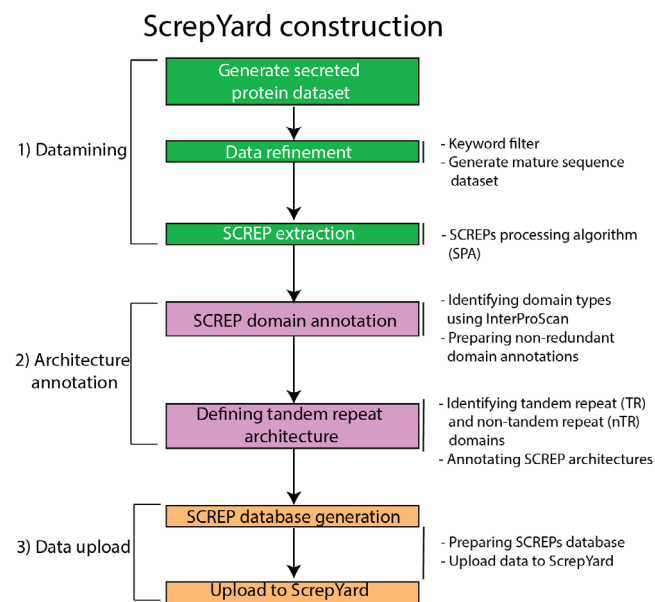 ScrepYard construction
Generate secreted
protein dataset
1) Datamining
Data refinement
- Keyword filter
- Generate mature sequence
dataset
SCREP extraction
- SCREPs processing algorithm
(SPA)
SCREP domain annotation
- Identifying domain types
using InterProScan
- Preparing non-redundant
domain annotations
2) Architecture
annotation
Defining tandem repeat
architecture
- Identifying tandem repeat (TR)
and non-tandem repeat (nTR)
domains
- Annotating SCREP architectures
SCREP database generation
3) Data upload
- Preparing SCREPs database
- Upload data to ScrepYard
Upload to ScrepYard